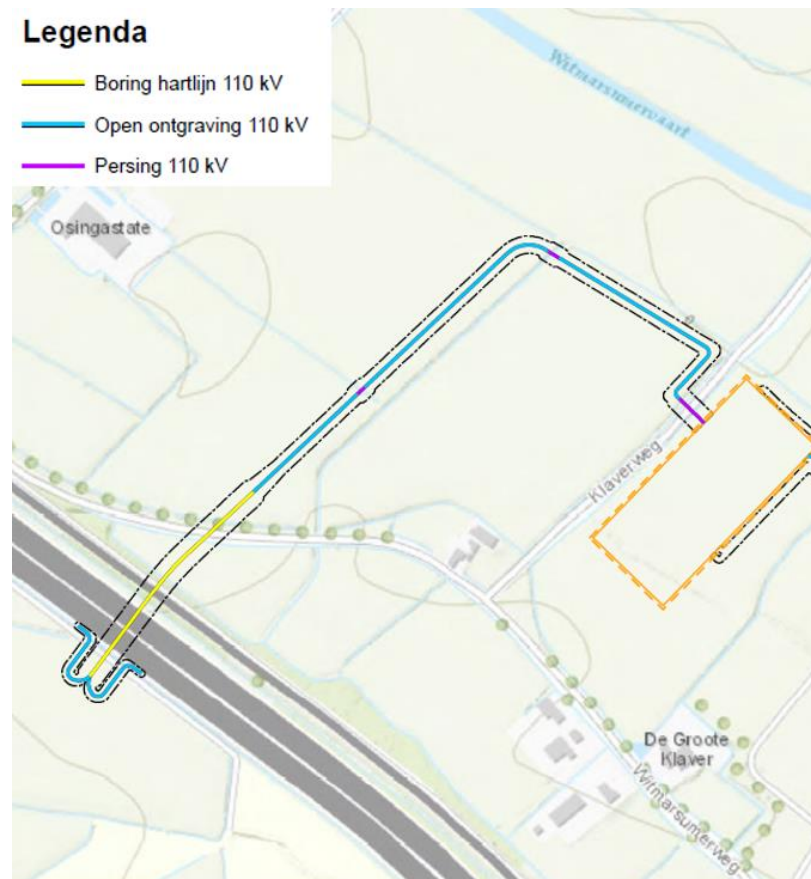 Legenda
Boring hartlijn 110 kV
Open ontgraving 110 kV
Persing 110 kV
Witmarsumervaart
Osingastate
Klaverweg
De Groote
Klaver
Witmarsumerweg